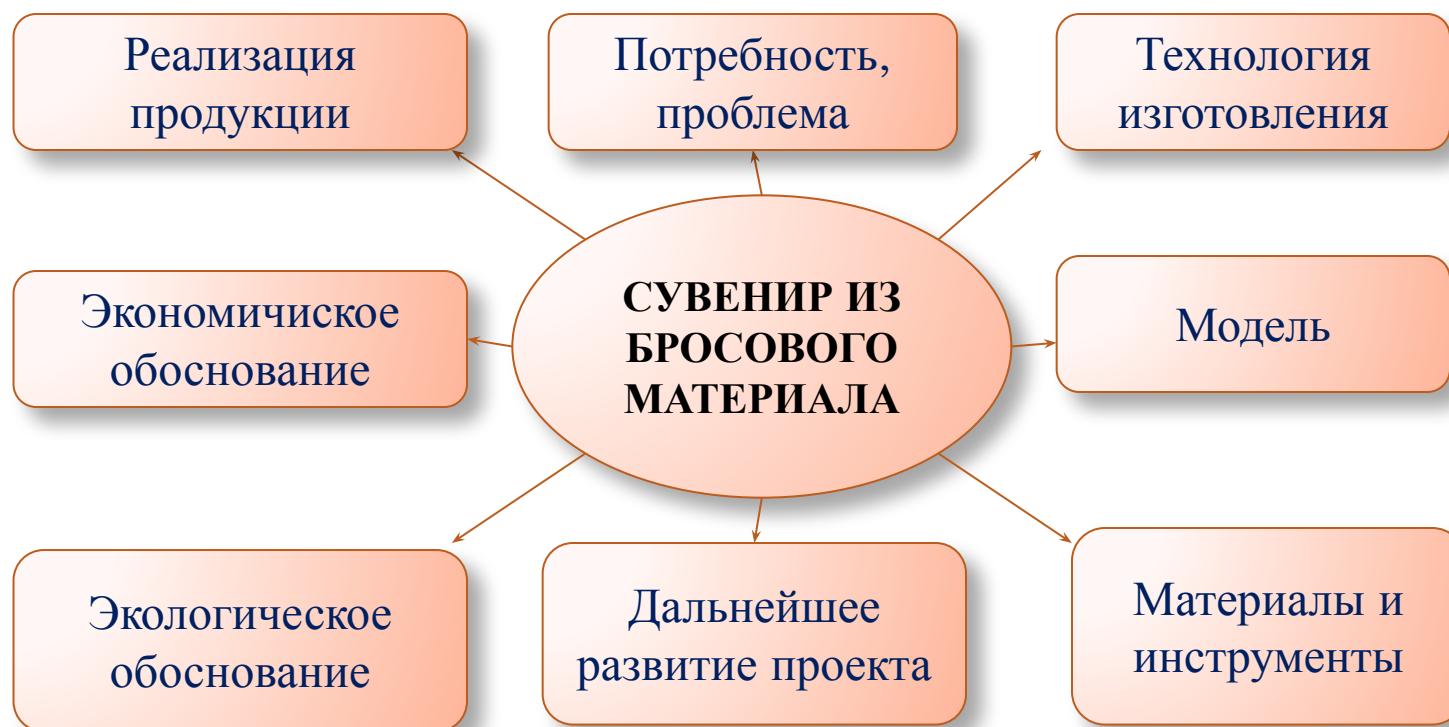 Реализация
продукции
Потребность,
проблема
Технология
изготовления
Экономичиское
обоснование
СУВЕНИР ИЗ
БРОСОВОГО
МАТЕРИАЛА
Модель
Экологическое
обоснование
Дальнейшее
развитие проекта
Материалы и
инструменты